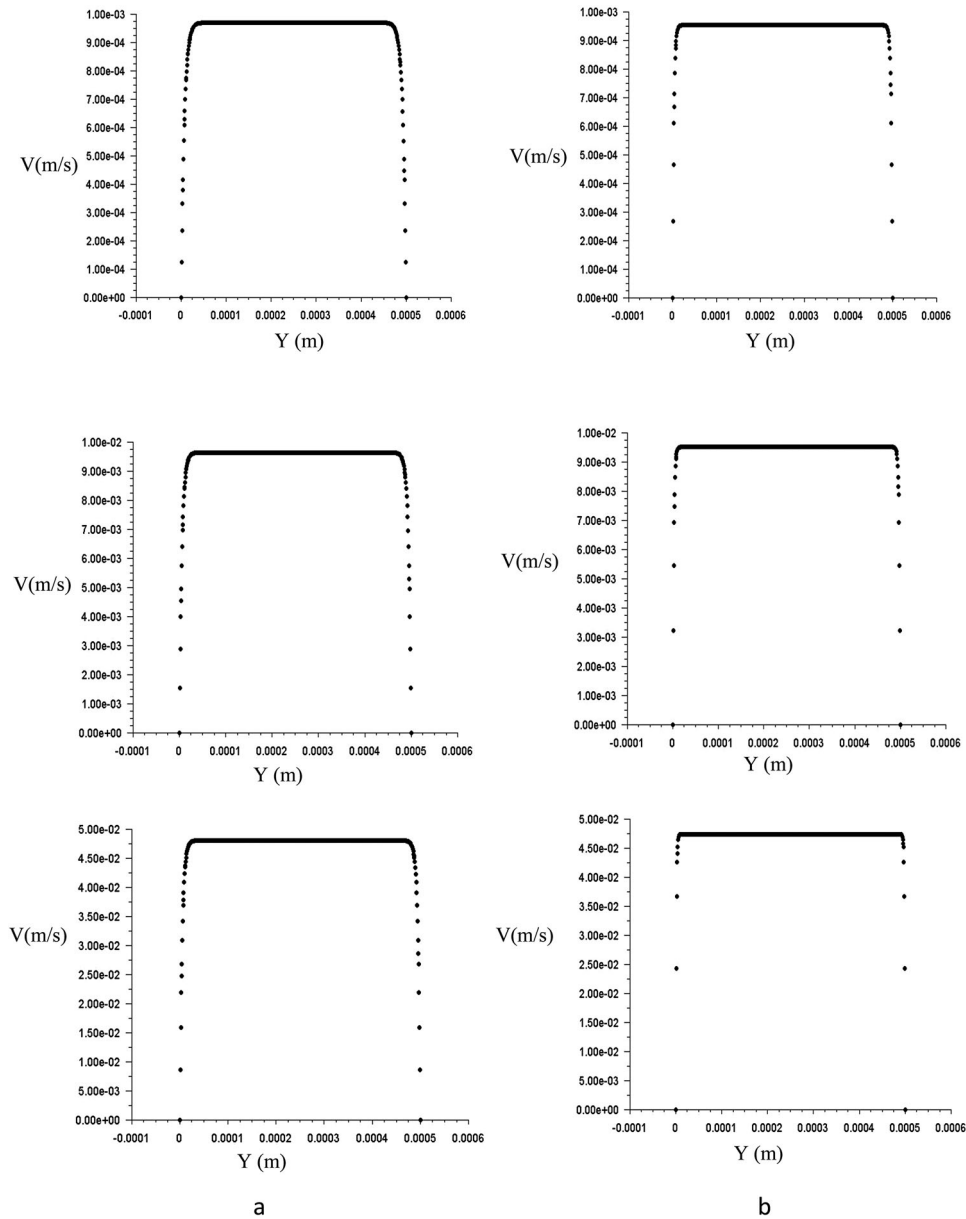 1.00e-03
9.00e-04
8.00e-04
7.00e-04
6.00e-04
V(m/s)
5.00e-04
4.00e-04
3.00e-04
2.00e-04
1.00e-04
0.00e+00
-0.0001 0 0.0001 0.0002 0.0003 0.0004 0.0005 0.0006
Y (m)
1.00e-03
9.00e-04
8.00e-04
7.00e-04
6.00e-04
V(m/s)
5.00e-04
4.00e-04
3.00e-04
2.00e-04
1.00e-04
0.00e+00
-0.0001 0 0.0001 0.0002 0.0003 0.0004 0.0005 0.0006
Y (m)
1.00e-02
9.00e-03
8.00e-03
7.00e-03
6.00e-03
V(m/s)
5.00e-03
4.00e-03
3.00e-03
2.00e-03
1.00e-03
0.00e+00
-0.0001 0 0.0001 0.0002 0.0003 0.0004 0.0005 0.0006
Y (m)
1.00e-02
9.00e-03
8.00e-03
7.00e-03
6.00e-03
V(m/s)
5.00e-03
4.00e-03
3.00e-03
2.00e-03
1.00e-03
0.00e+00
-0.0001 0 0.0001 0.0002 0.0003 0.0004 0.0005 0.0006
Y (m)
5.00e-02
4.50e-02
4.00e-02
3.50e-02
V(m/s)
3.00e-02
2.50e-02
2.00e-02
1.50e-02
1.00e-02
5.00e-03
0.00e+00
-0.0001 0 0.0001 0.0002 0.0003 0.0004 0.0005 0.0006
Y (m)
5.00e-02
4.50e-02
4.00e-02
3.50e-02
V(m/s)
3.00e-02
2.50e-02
2.00e-02
1.50e-02
1.00e-02
5.00e-03
0.00e+00
-0.0001 0 0.0001 0.0002 0.0003 0.0004 0.0005 0.0006
Y (m)
a
b